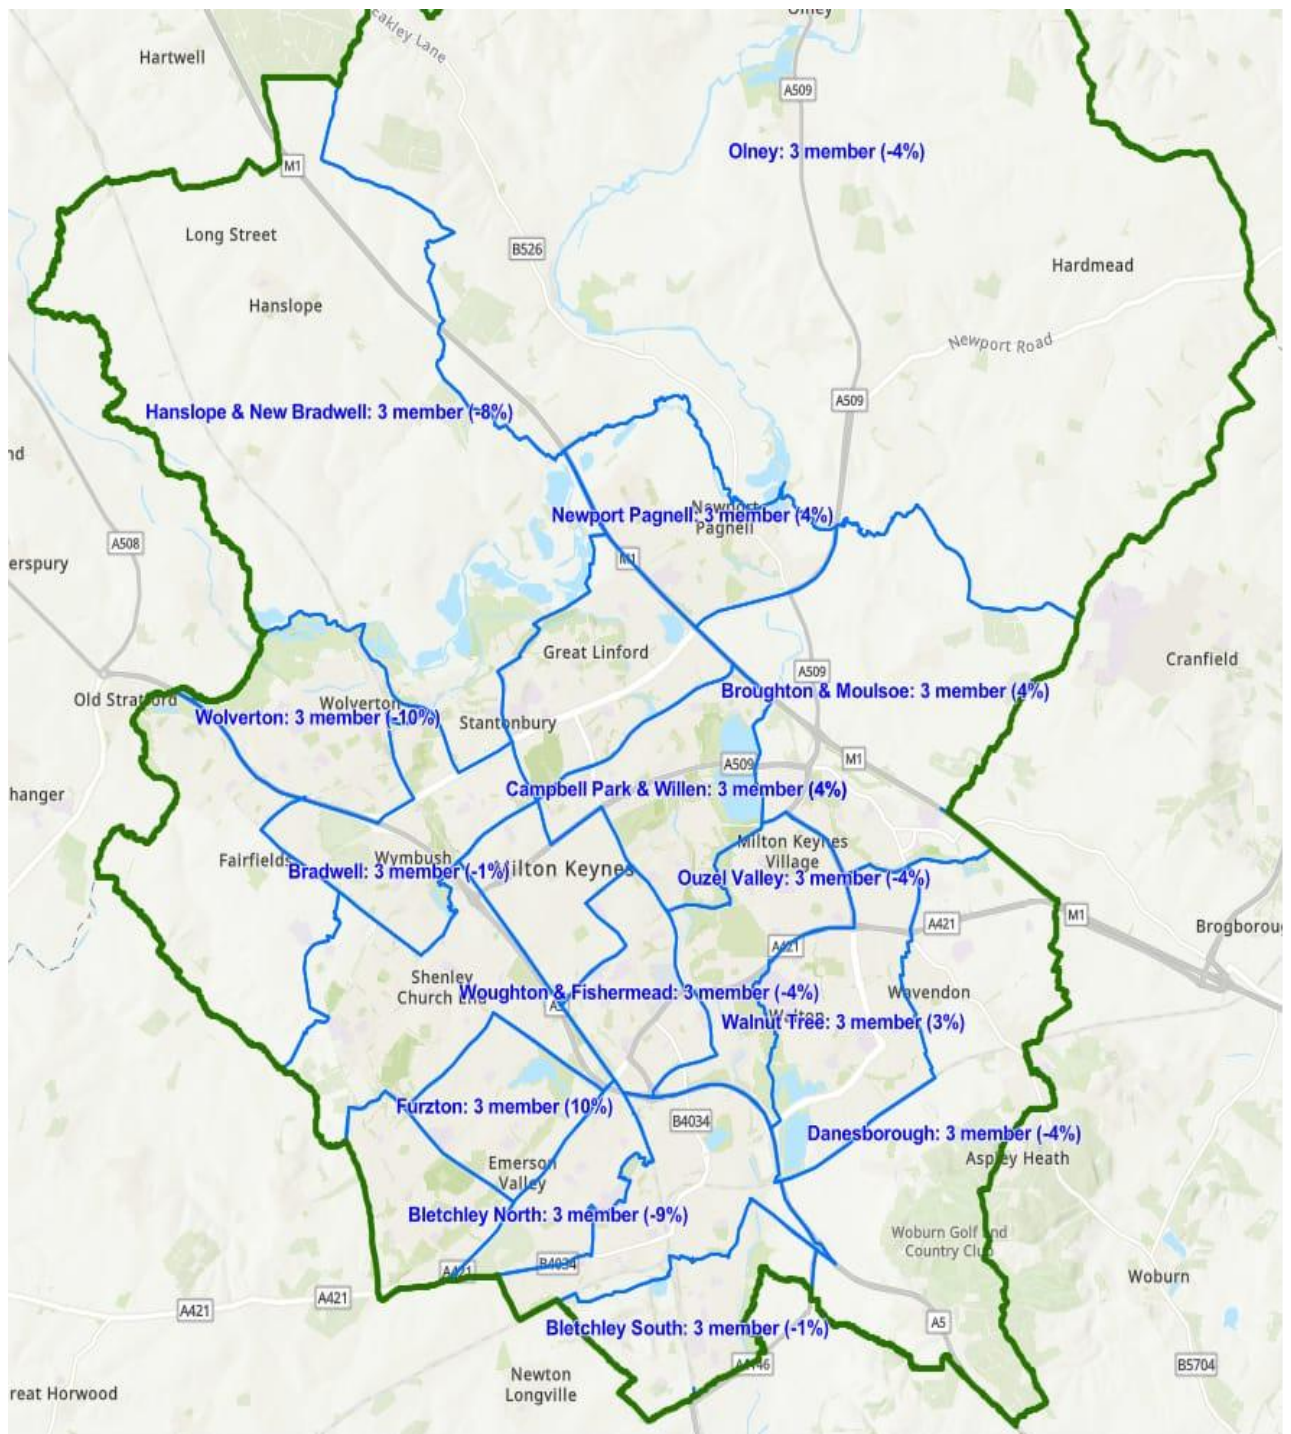 Olney
eakley Lane
Hartwell
A509
Olney: 3 member (-4%)
M1
Long Street
B526
Hardmead
Hanslope
Newport Road
A509
Hanslope & New Bradwell: 3 member (-8%)
nd
Newport
Newport Pagnell: 3 member (4%)
Pagnell
A508
M1
erspury
Great Linford
Cranfield
A509
Broughton & Moulsoe: 3 member (4%)
Old Stratford
Wolverton
Wolverton: 3 member (-10%)
Stantonbury
M1
A509
Campbell Park & Willen: 3 member (4%)
hanger
Milton Keynes
Village
Fairfields
Wymbush
Milton Keynes
Bradwell: 3 member (-1%)
Ouzel Valley: 3 member (-4%)
M1
A421
Brogborou
A421
Shenley
Church End
Woughton & Fishermead: 3 member (-4%)
Wavendon
A5
Walton
Walnut Tree: 3 member (3%)
Furzton: 3 member (10%)
B4034
Danesborough: 3 member (-4%)
Aspley Heath
Emerson
Valley
Bletchley North: 3 member (-9%)
Woburn Golf and
Country Club
B4034
A421
Woburn
A421
A421
A5
Bletchley South: 3 member (-1%)
A4146
B5704
Newton
Longville
reat Horwood